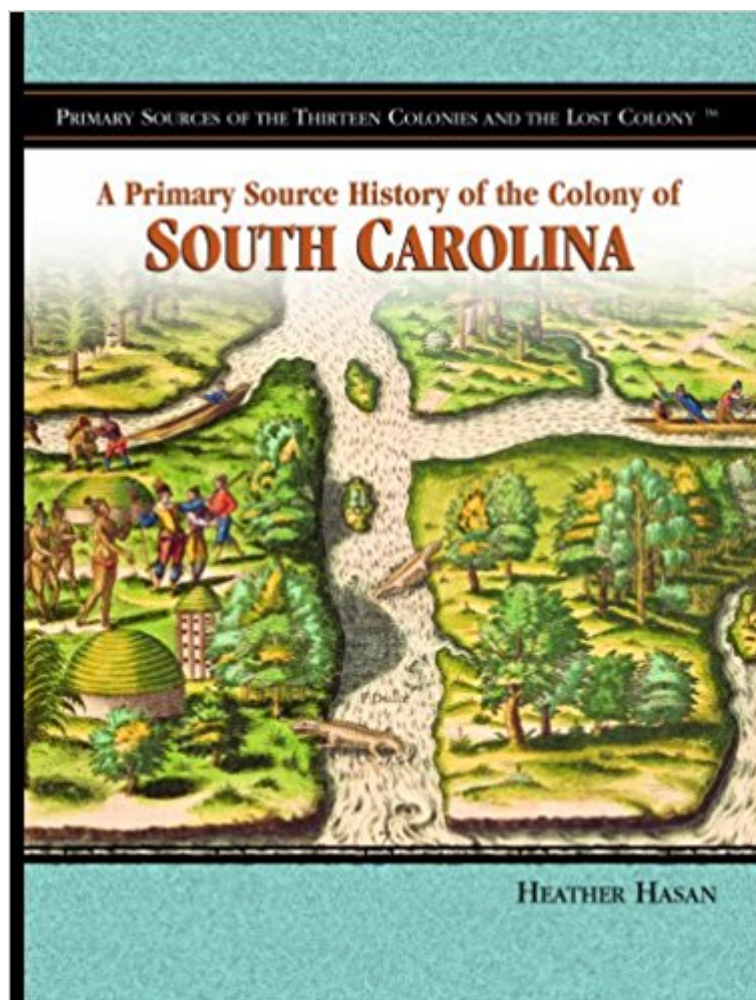 PRIMARY SOURCES OF THE THIRTEEN COLONIES AND THE LOST COLONY ™
A Primary Source History of the Colony of
SOUTH CAROLINA
HEATHER HASAN